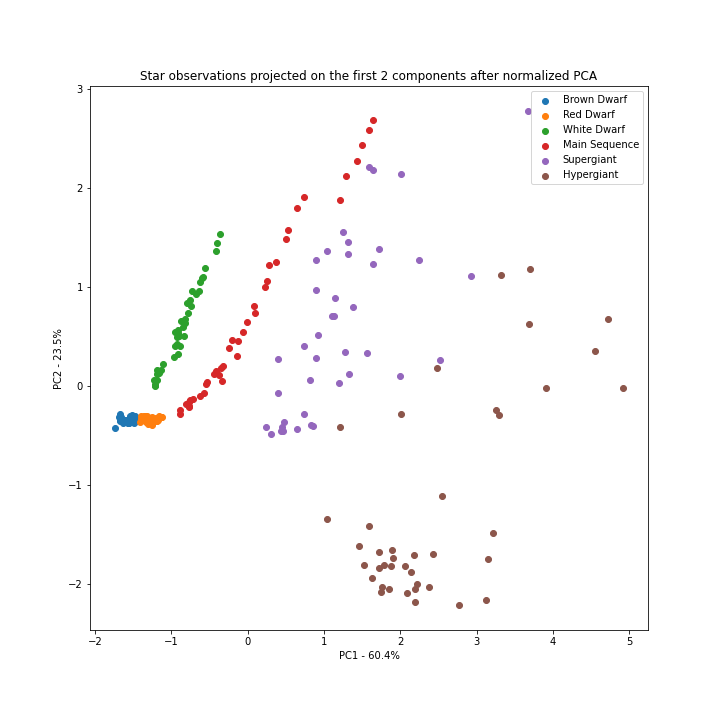 Star observations projected on the first 2 components after normalized PCA
Brown Dwarf
Red Dwarf
White Dwarf
Main Sequence
Supergiant
Hypergiant
3
2
1
0
−1
−2
PC2 - 23.5%
−2
−1
0
1
2
3
4
5
PC1 - 60.4%